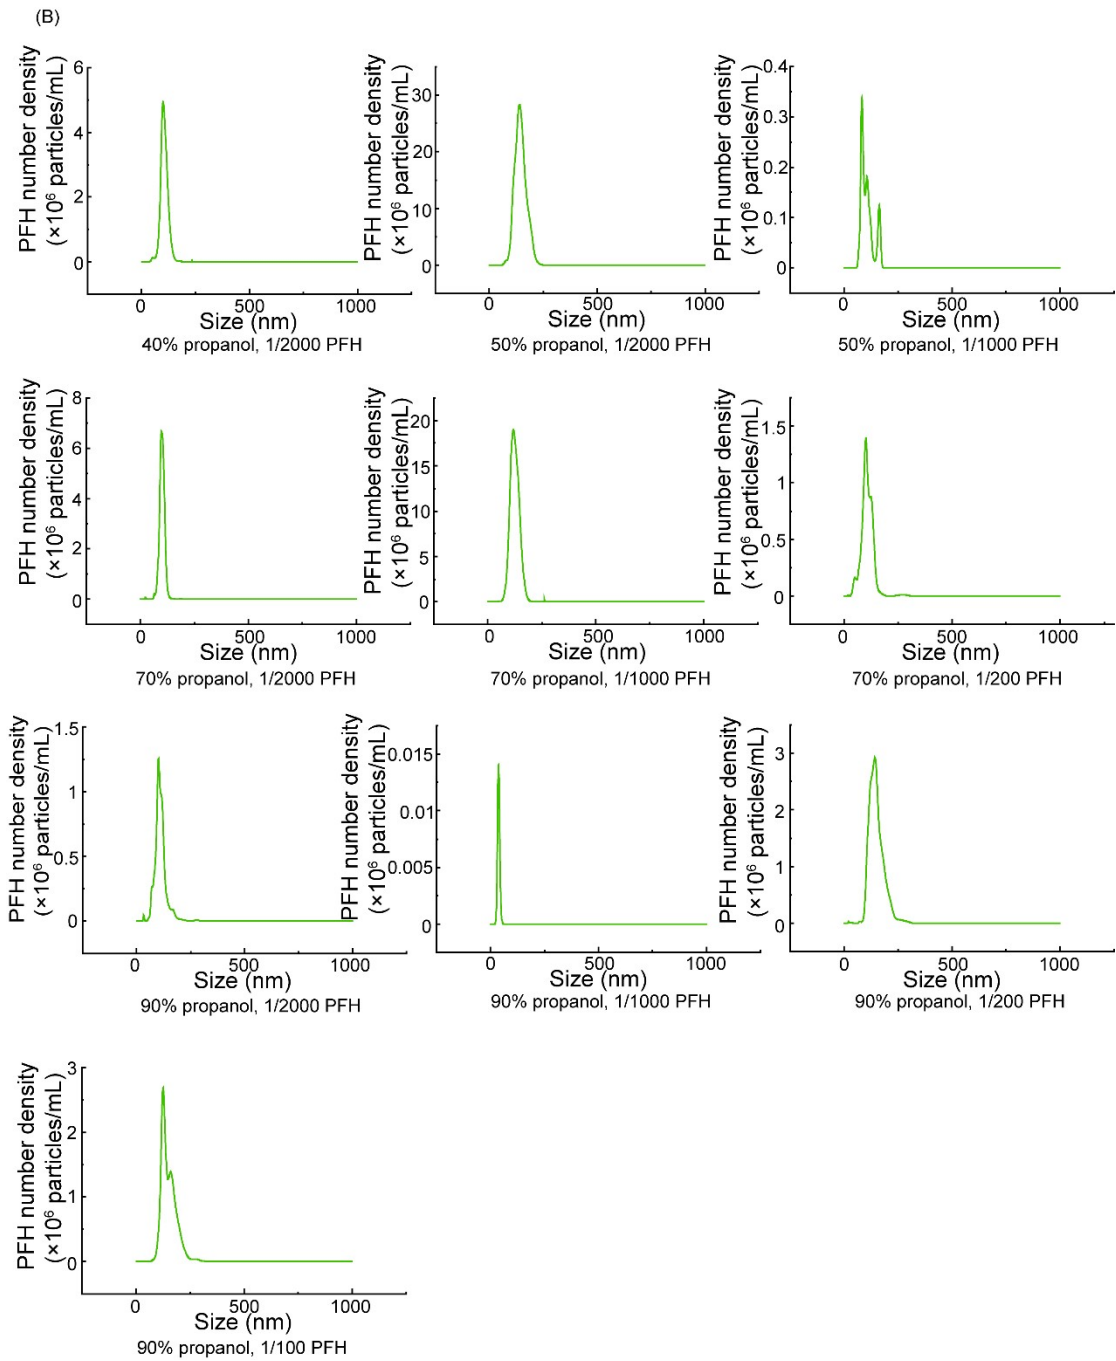 (B)
PFH number density
(×10⁶ particles/mL)
6
4
2
0
0
500
1000
Size (nm)
40% propanol, 1/2000 PFH
PFH number density
(×10⁶ particles/mL)
30
20
10
0
0
500
1000
Size (nm)
50% propanol, 1/2000 PFH
PFH number density
(×10⁶ particles/mL)
0.4
0.3
0.2
0.1
0
0
500
1000
Size (nm)
50% propanol, 1/1000 PFH
PFH number density
(×10⁶ particles/mL)
8
6
4
2
0
0
500
1000
Size (nm)
70% propanol, 1/2000 PFH
PFH number density
(×10⁶ particles/mL)
20
15
10
5
0
0
500
1000
Size (nm)
70% propanol, 1/1000 PFH
PFH number density
(×10⁶ particles/mL)
1.5
1
0.5
0
0
500
1000
Size (nm)
70% propanol, 1/200 PFH
PFH number density
(×10⁶ particles/mL)
1.5
1
0.5
0
0
500
1000
Size (nm)
90% propanol, 1/2000 PFH
PFH number density
(×10⁶ particles/mL)
0.015
0.01
0.005
0
0
500
1000
Size (nm)
90% propanol, 1/1000 PFH
PFH number density
(×10⁶ particles/mL)
3
2
1
0
0
500
1000
Size (nm)
90% propanol, 1/200 PFH
PFH number density
(×10⁶ particles/mL)
3
2
1
0
0
500
1000
Size (nm)
90% propanol, 1/100 PFH